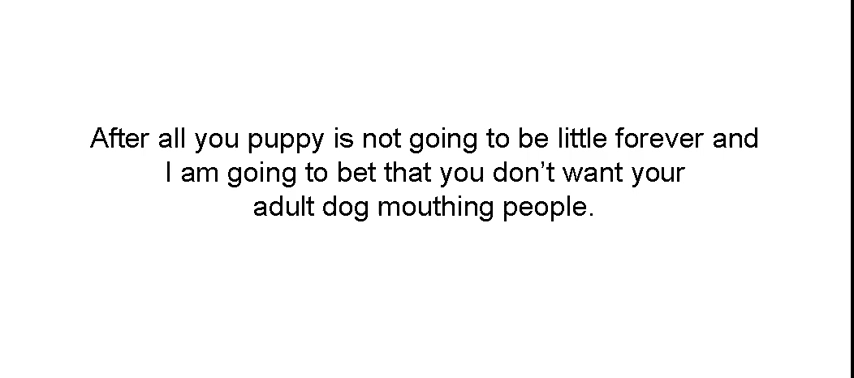 After all you puppy is not going to be little forever and
I am going to bet that you don’t want your
adult dog mouthing people.